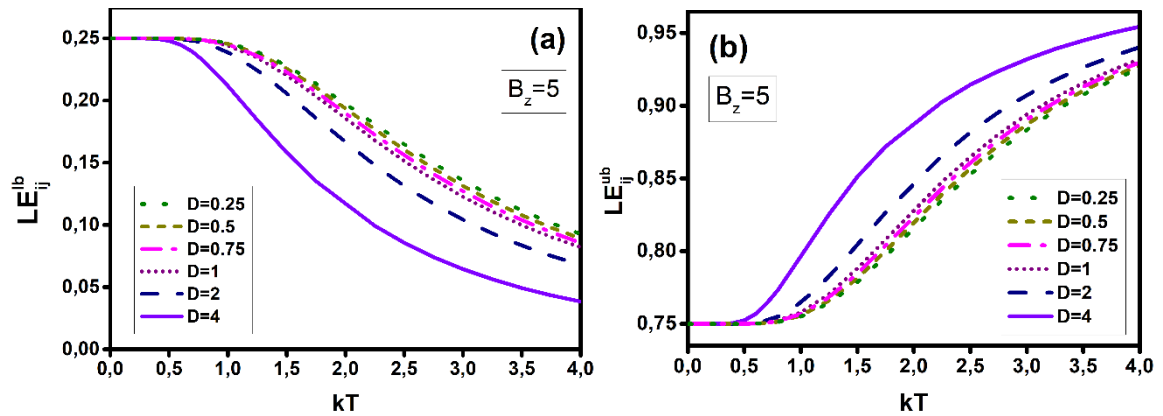 (a)
B_z=5
LE_ij^lb
0,25
0,20
0,15
0,10
0,05
0,00
D=0.25
D=0.5
D=0.75
D=1
D=2
D=4
0,0 0,5 1,0 1,5 2,0 2,5 3,0 3,5 4,0
kT
(b)
B_z=5
LE_ij^ub
0,95
0,90
0,85
0,80
0,75
D=0.25
D=0.5
D=0.75
D=1
D=2
D=4
0,0 0,5 1,0 1,5 2,0 2,5 3,0 3,5 4,0
kT